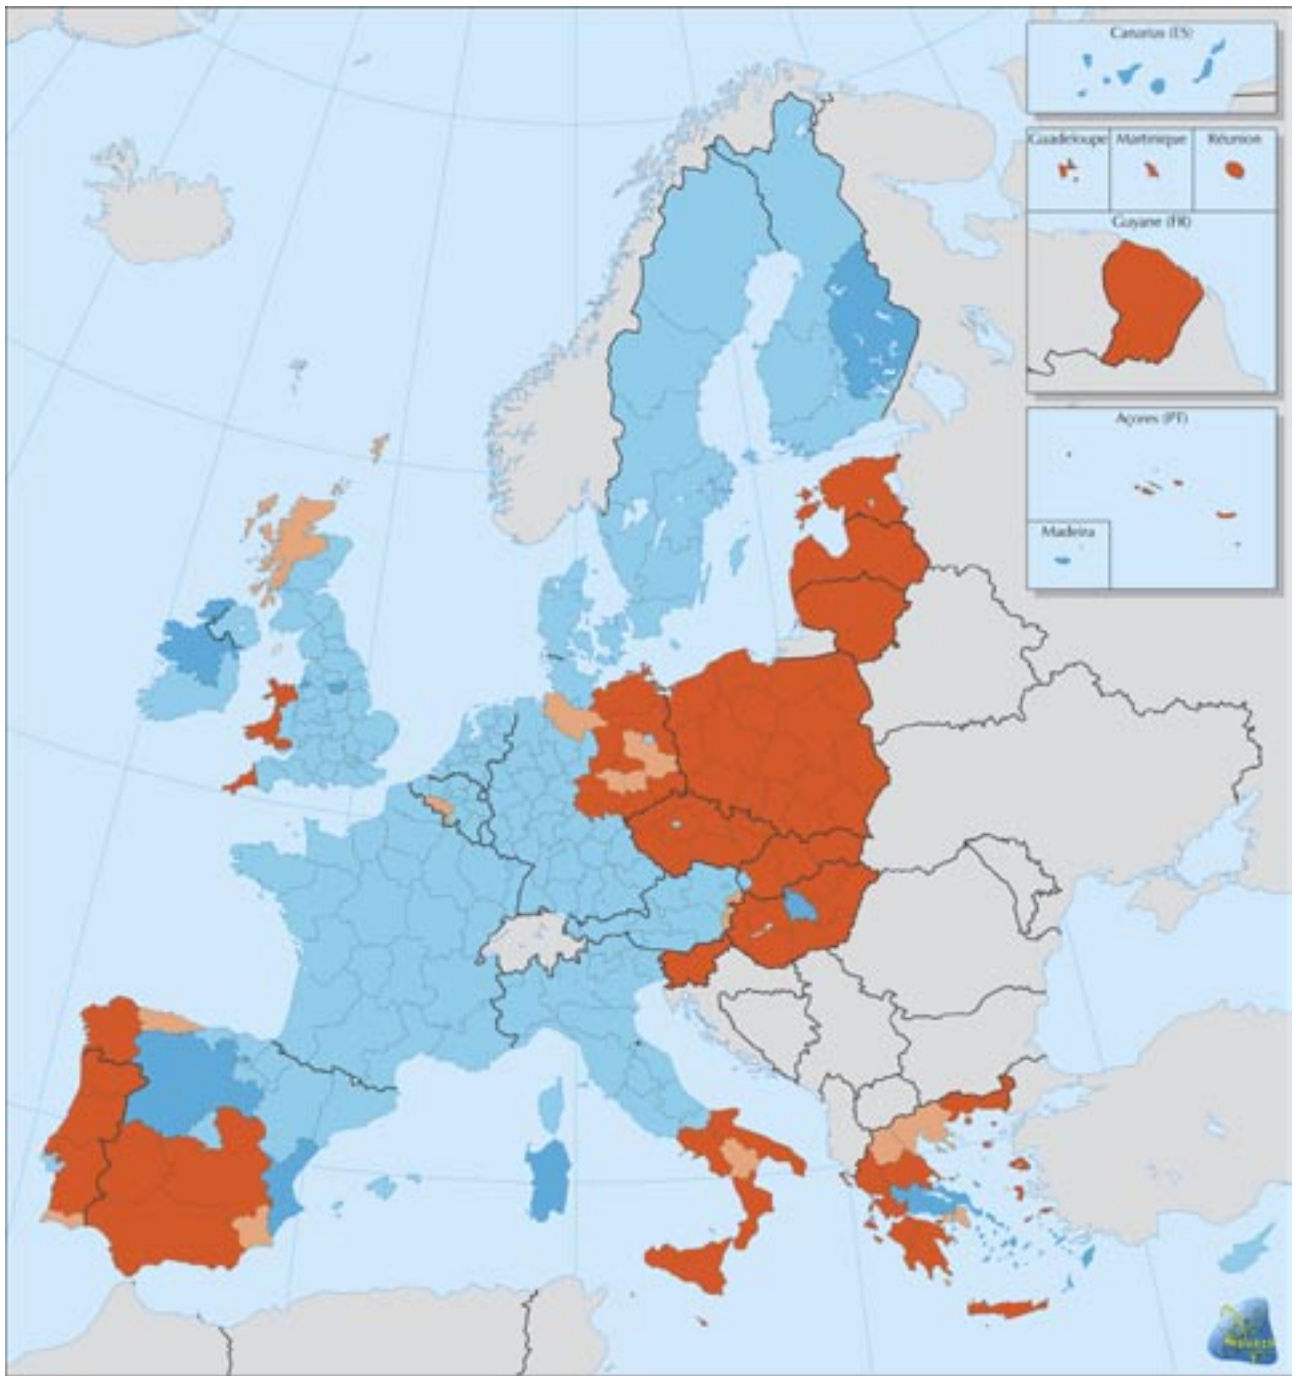 Canarias (ES)
Guadeloupe
Martinique
Réunion
Guyane (FR)
Açores (PT)
Madeira